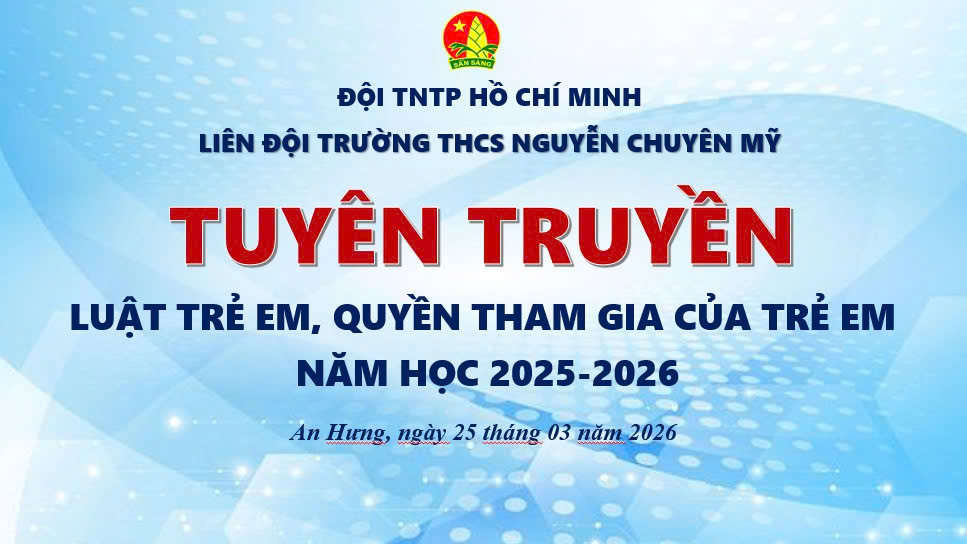 SẴN SÀNG
ĐỘI TNTP HỒ CHÍ MINH
LIÊN ĐỘI TRƯỜNG THCS NGUYỄN CHUYÊN MỸ
TUYÊN TRUYỀN
LUẬT TRẺ EM, QUYỀN THAM GIA CỦA TRẺ EM
NĂM HỌC 2025-2026
An Hưng, ngày 25 tháng 03 năm 2026